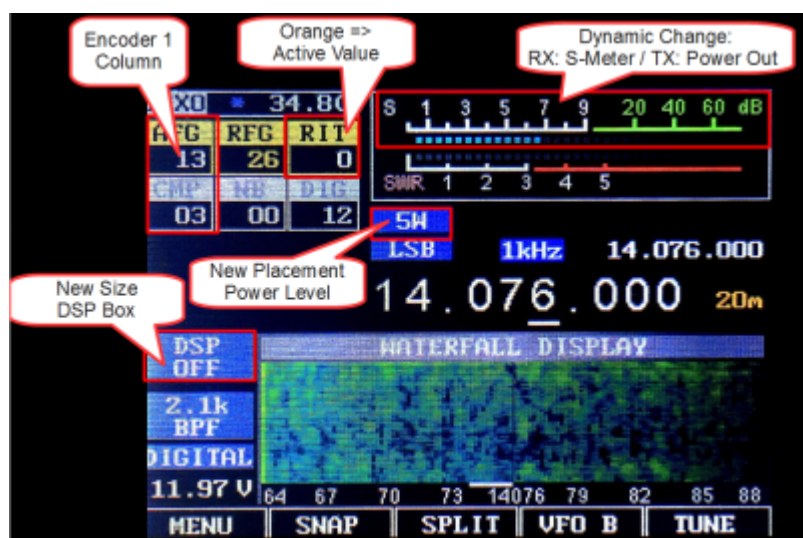 Encoder 1
Column
Orange =>
Active Value
Dynamic Change:
RX: S-Meter / TX: Power Out
* 34.80
S 1 3 5 7 9 20 40 60 dB
AFG RFG RIT
13 26 0
SWR 1 2 3 4 5
CMP NB DIG
03 00 12
5W
LSB 1kHz 14.076.000
New Placement
Power Level
14.076.000 20m
New Size
DSP Box
DSP
OFF
WATERFALL DISPLAY
2.1k
BPF
DIGITAL
11.97 V
64 67 70 73 14076 79 82 85 88
MENU SNAP SPLIT VFO B TUNE